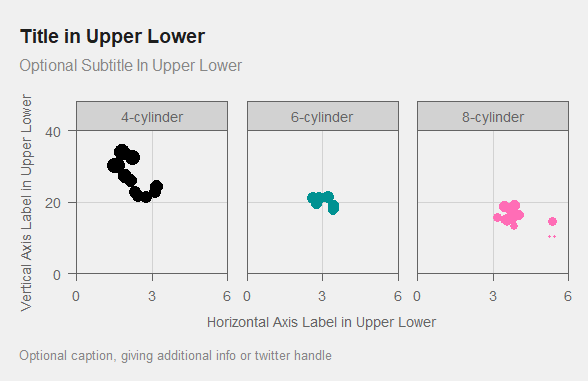 Title in Upper Lower
Optional Subtitle In Upper Lower
4-cylinder 6-cylinder 8-cylinder
Vertical Axis Label in Upper Lower
40
20
0
0 3 6 0 3 6 0 3 6
Horizontal Axis Label in Upper Lower
Optional caption, giving additional info or twitter handle